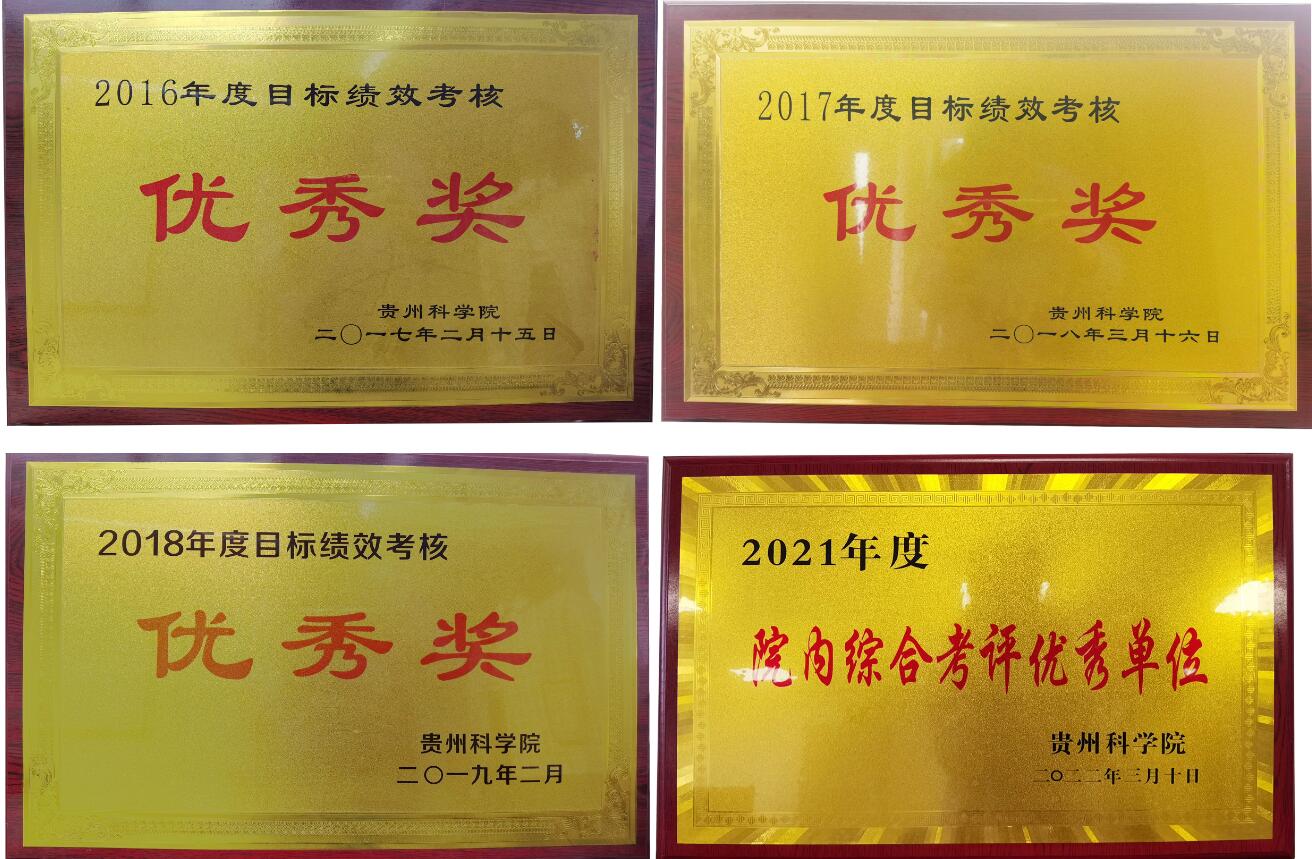 2016年度目标绩效考核
优秀奖
贵州科学院
二〇一七年二月十五日
2017年度目标绩效考核
优秀奖
贵州科学院
二〇一八年三月十六日
2018年度目标绩效考核
优秀奖
贵州科学院
二〇一九年二月
2021年度
院内综合考评优秀单位
贵州科学院
二〇二二年三月十日